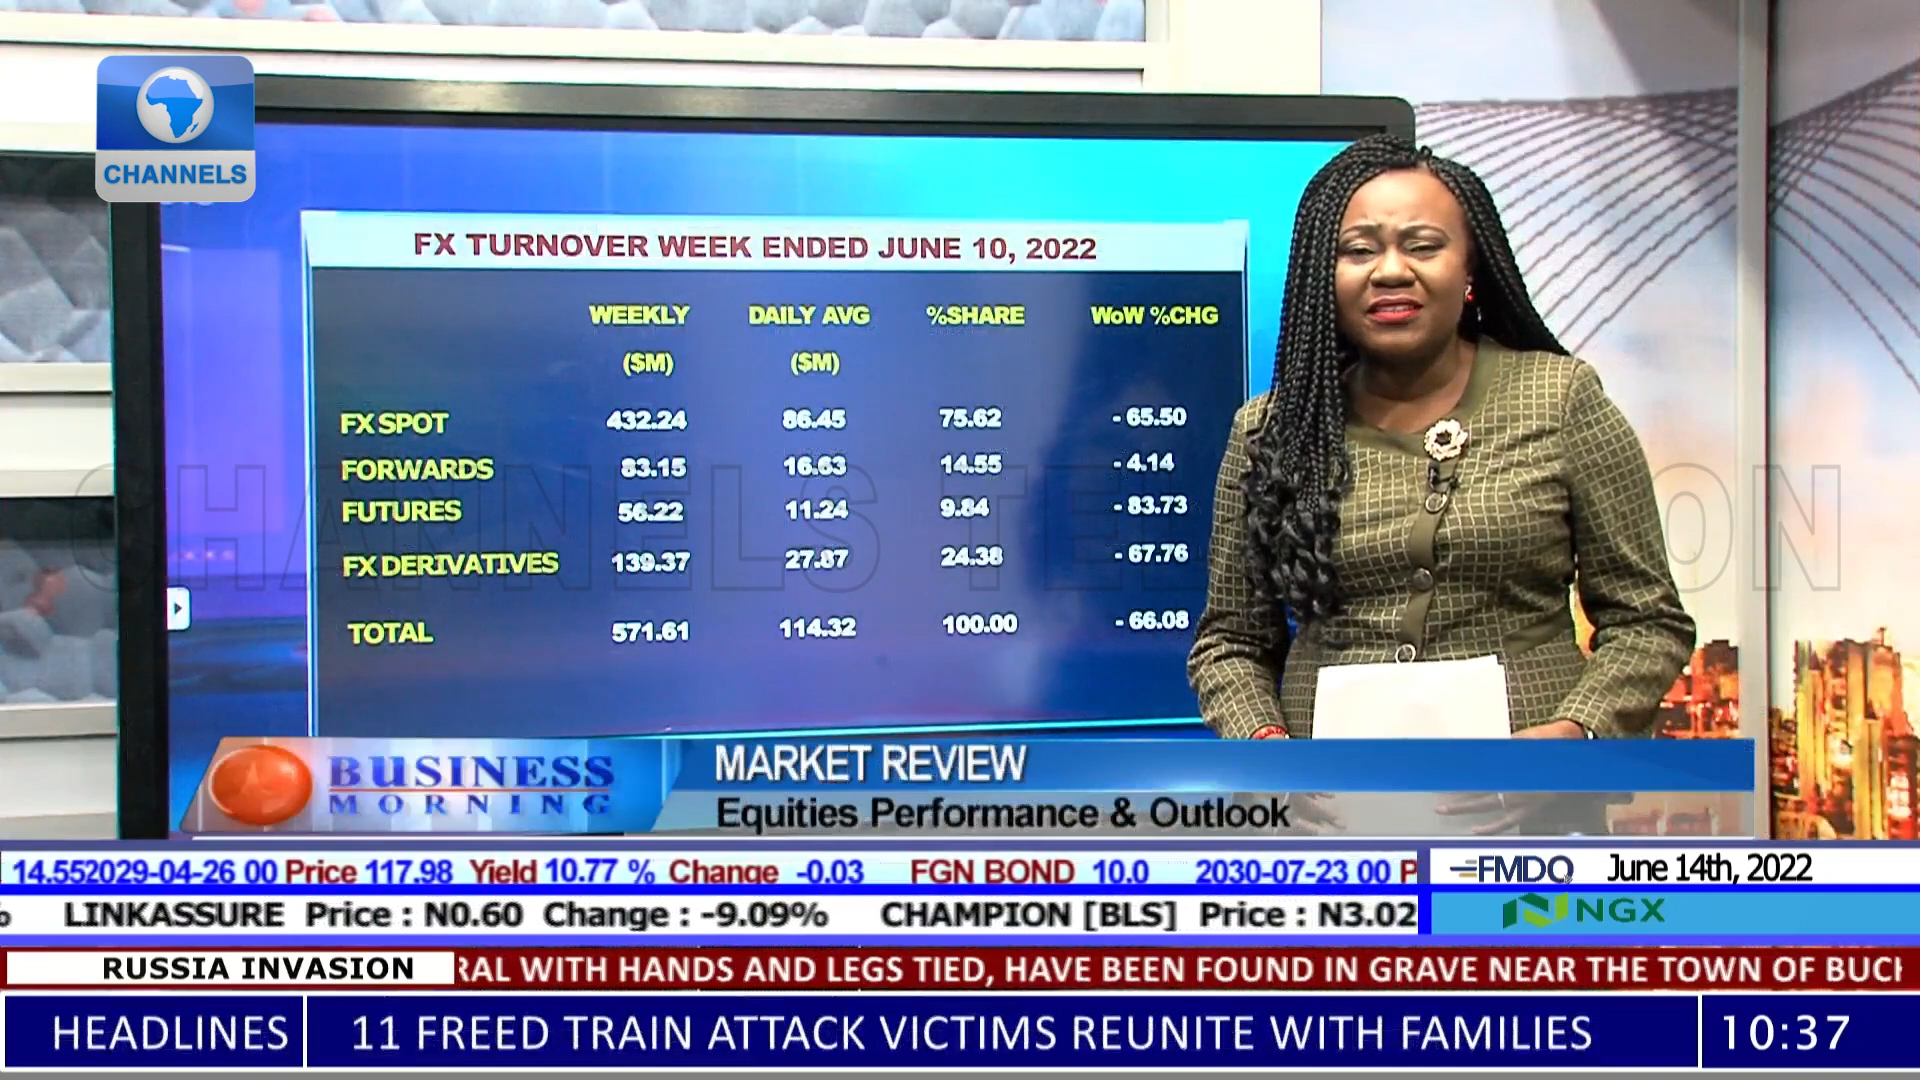 CHANNELS
FX TURNOVER WEEK ENDED JUNE 10, 2022
WEEKLY DAILY AVG %SHARE WoW %CHG
($M) ($M)
FX SPOT 432.24 86.45 75.62 - 65.50
FORWARDS 83.15 16.63 14.55 - 4.14
FUTURES 56.22 11.24 9.84 - 83.73
FX DERIVATIVES 139.37 27.87 24.38 - 67.76
TOTAL 571.61 114.32 100.00 - 66.08
BUSINESS
MORNING
MARKET REVIEW
Equities Performance & Outlook
14.552029-04-26 00 Price 117.98 Yield 10.77 % Change -0.03 FGN BOND 10.0 2030-07-23 00 P
FMDQ June 14th, 2022
% LINKASSURE Price : N0.60 Change : -9.09% CHAMPION [BLS] Price : N3.02
NGX
RUSSIA INVASION
RAL WITH HANDS AND LEGS TIED, HAVE BEEN FOUND IN GRAVE NEAR THE TOWN OF BUCH
HEADLINES 11 FREED TRAIN ATTACK VICTIMS REUNITE WITH FAMILIES 10:37